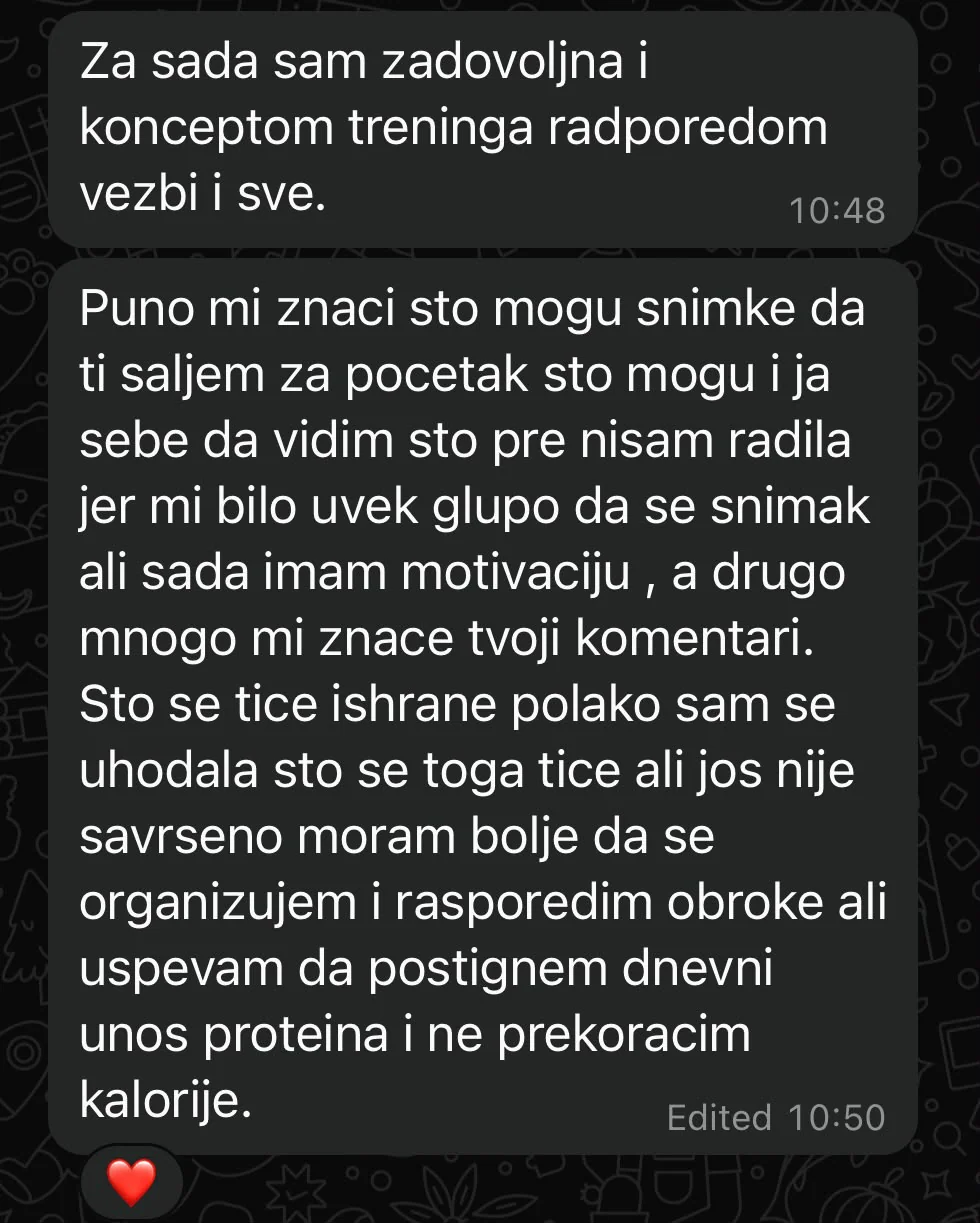 Za sada sam zadovoljna i
konceptom treninga radporedom
vezbi i sve.
10:48
Puno mi znaci sto mogu snimke da
ti saljem za pocetak sto mogu i ja
sebe da vidim sto pre nisam radila
jer mi bilo uvek glupo da se snimak
ali sada imam motivaciju , a drugo
mnogo mi znace tvoji komentari.
Sto se tice ishrane polako sam se
uhodala sto se toga tice ali jos nije
savrseno moram bolje da se
organizujem i rasporedim obroke ali
uspevam da postignem dnevni
unos proteina i ne prekoracim
kalorije.
Edited 10:50